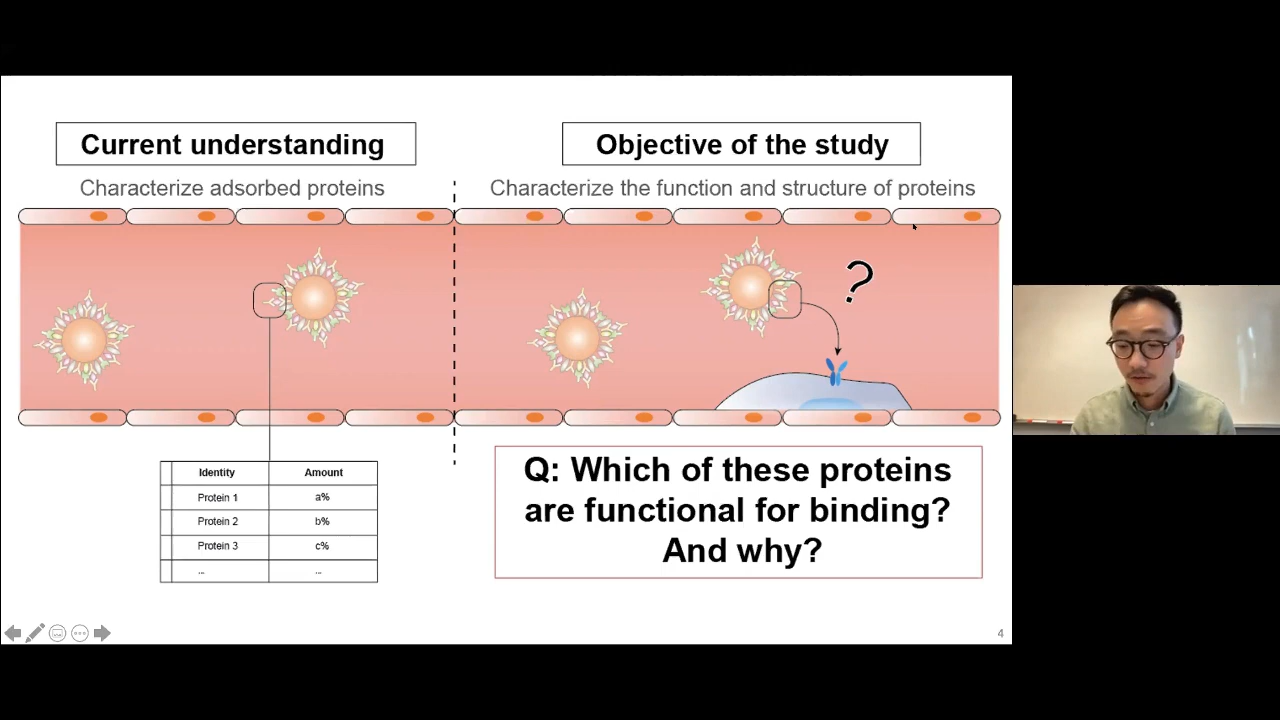 Current understanding
Characterize adsorbed proteins
Identity Amount
Protein 1 a%
Protein 2 b%
Protein 3 c%
... ...
Objective of the study
Characterize the function and structure of proteins
?
Q: Which of these proteins
are functional for binding?
And why?
4